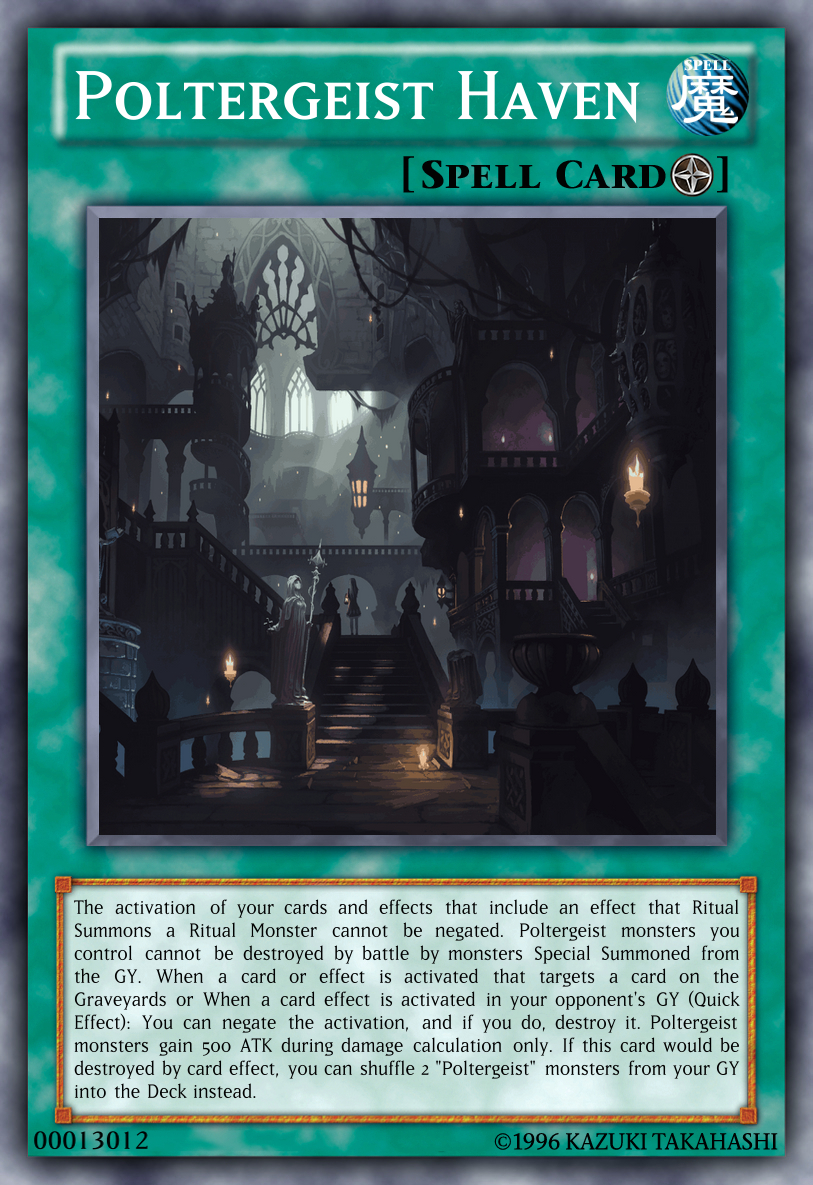 Poltergeist Haven
SPELL
魔
[Spell Card]
The activation of your cards and effects that include an effect that Ritual
Summons a Ritual Monster cannot be negated. Poltergeist monsters you
control cannot be destroyed by battle by monsters Special Summoned from
the GY. When a card or effect is activated that targets a card on the
Graveyards or When a card effect is activated in your opponent's GY (Quick
Effect): You can negate the activation, and if you do, destroy it. Poltergeist
monsters gain 500 ATK during damage calculation only. If this card would be
destroyed by card effect, you can shuffle 2 "Poltergeist" monsters from your GY
into the Deck instead.
00013012
©1996 KAZUKI TAKAHASHI